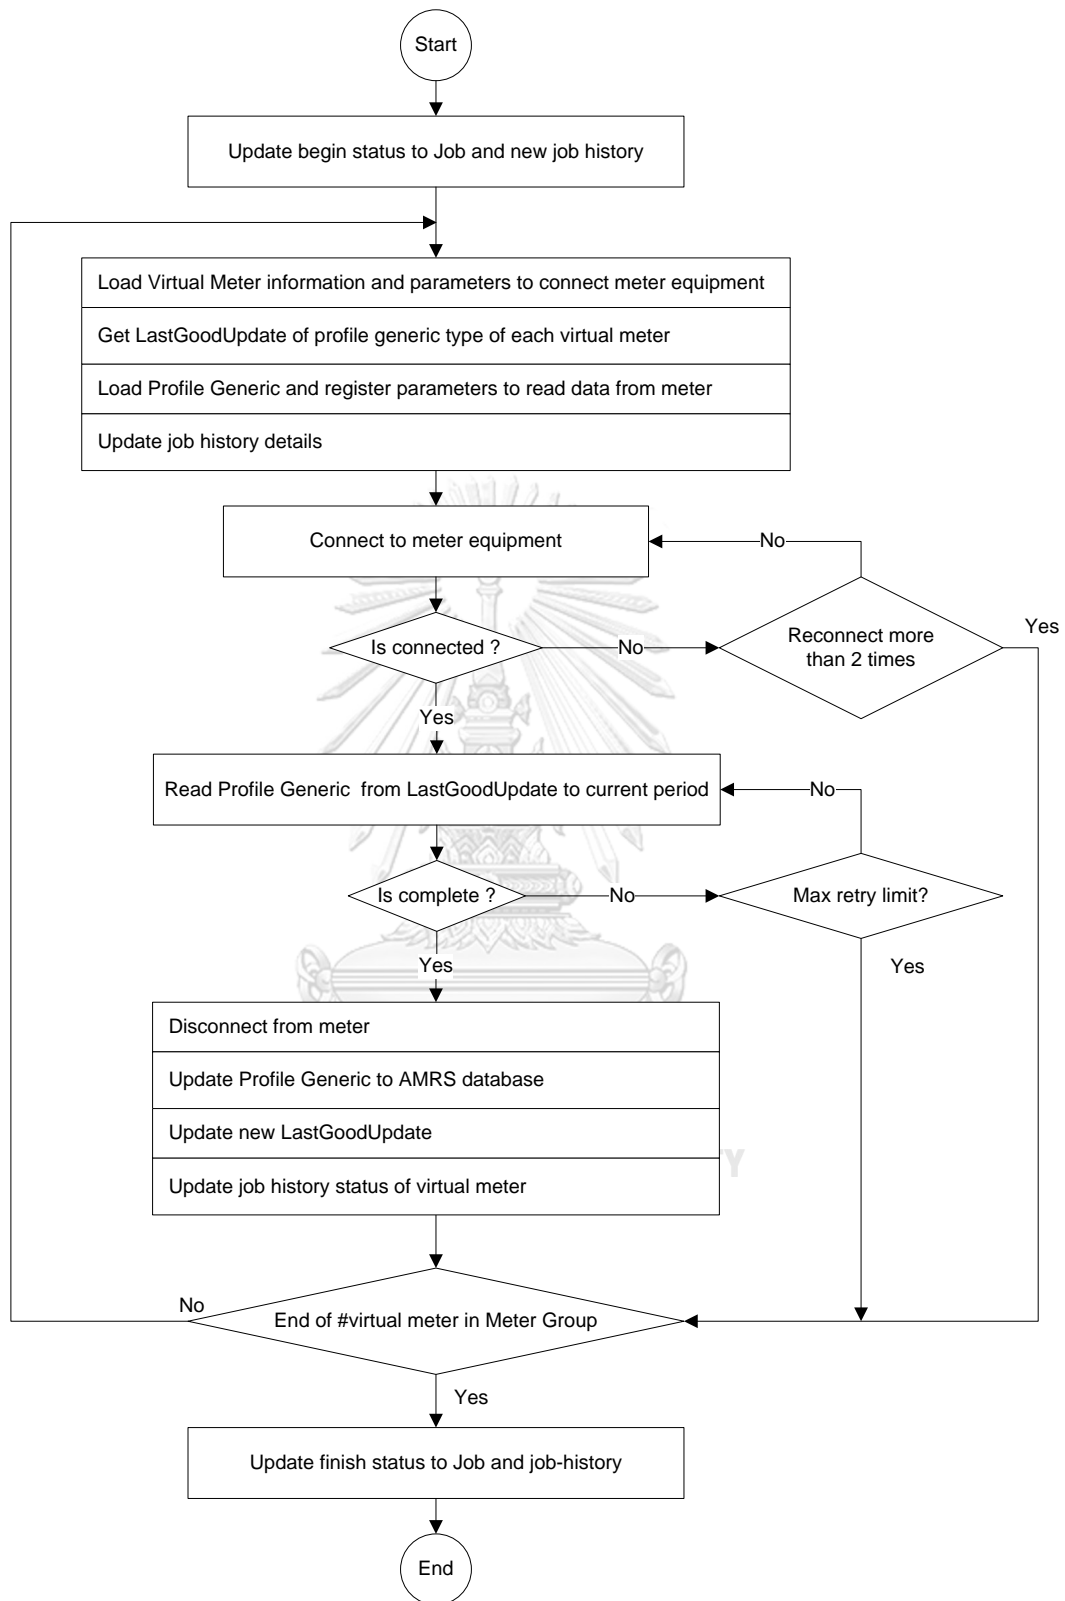 Start
Update begin status to Job and new job history
Load Virtual Meter information and parameters to connect meter equipment
Get LastGoodUpdate of profile generic type of each virtual meter
Load Profile Generic and register parameters to read data from meter
Update job history details
Connect to meter equipment
No
Is connected ?
No
Reconnect more
than 2 times
Yes
Yes
Read Profile Generic from LastGoodUpdate to current period
No
Is complete ?
No
Max retry limit?
Yes
Yes
Disconnect from meter
Update Profile Generic to AMRS database
Update new LastGoodUpdate
Update job history status of virtual meter
No
End of #virtual meter in Meter Group
Yes
Update finish status to Job and job-history
End